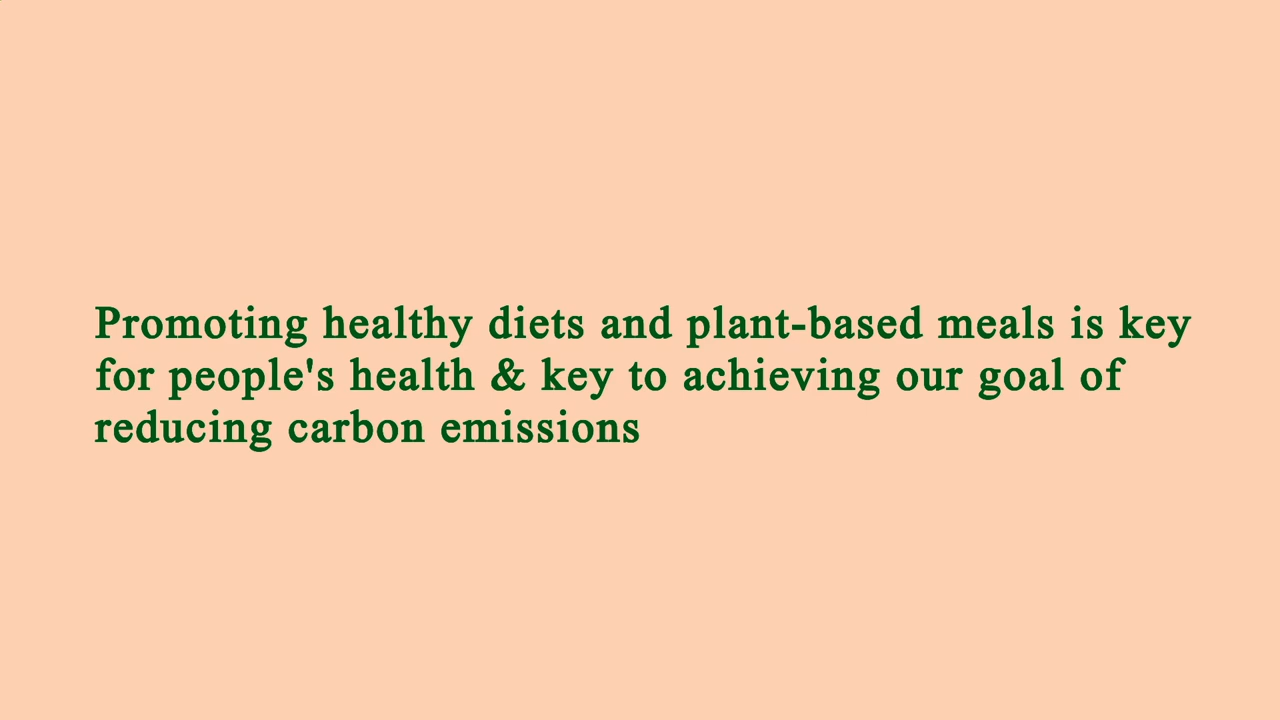 Promoting healthy diets and plant-based meals is key
for people's health & key to achieving our goal of
reducing carbon emissions